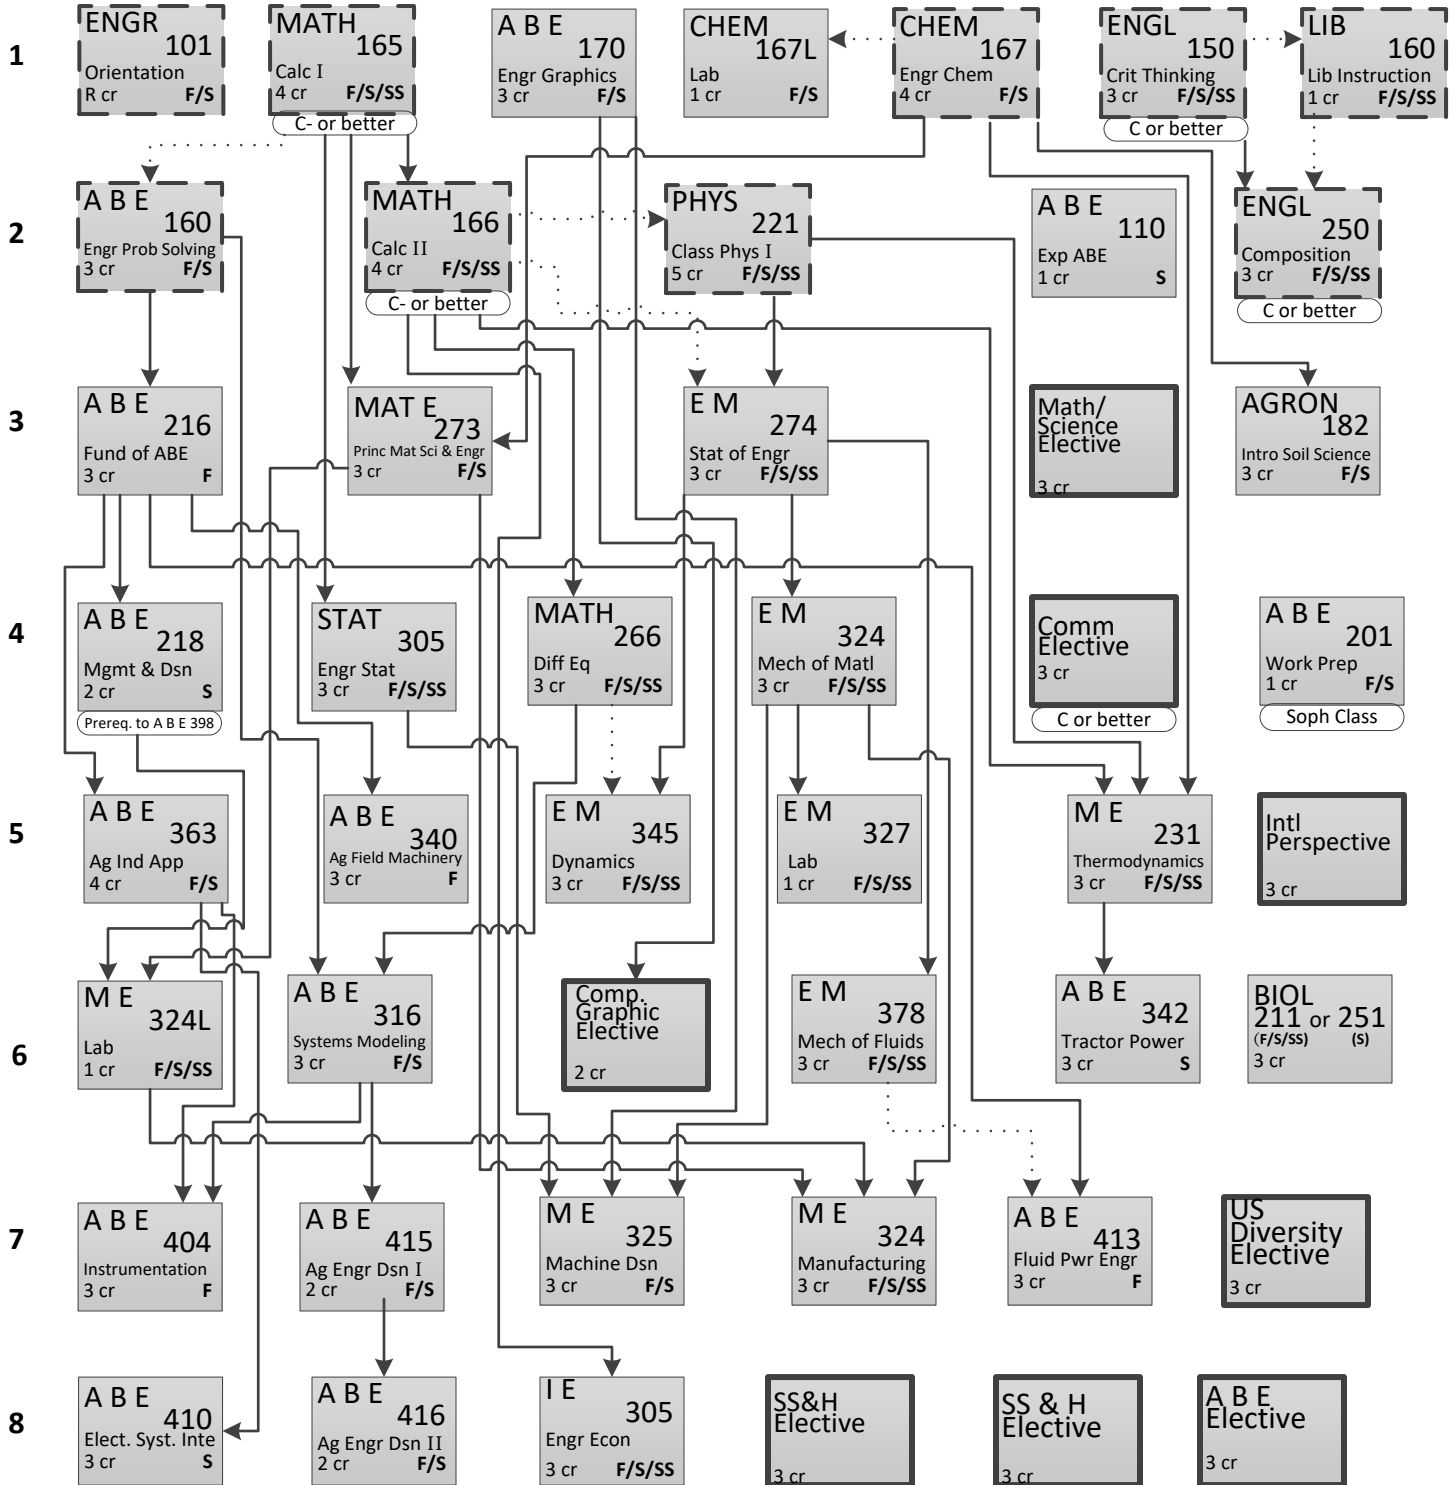 1
ENGR
101
Orientation
R cr F/S
MATH
165
Calc I
4 cr F/S/SS
C- or better
A B E
170
Engr Graphics
3 cr F/S
CHEM
167L
Lab
1 cr F/S
CHEM
167
Engr Chem
4 cr F/S
ENGL
150
Crit Thinking
3 cr F/S/SS
C or better
LIB
160
Lib Instruction
1 cr F/S/SS
2
A B E
160
Engr Prob Solving
3 cr F/S
MATH
166
Calc II
4 cr F/S/SS
C- or better
PHYS
221
Class Phys I
5 cr F/S/SS
A B E
110
Exp ABE
1 cr S
ENGL
250
Composition
3 cr F/S/SS
C or better
3
A B E
216
Fund of ABE
3 cr F
MAT E
273
Princ Mat Sci & Engr
3 cr F/S
E M
274
Stat of Engr
3 cr F/S/SS
Math/
Science
Elective
3 cr
AGRON
182
Intro Soil Science
3 cr F/S
4
A B E
218
Mgmt & Dsn
2 cr S
Prereq. to A B E 398
STAT
305
Engr Stat
3 cr F/S/SS
MATH
266
Diff Eq
3 cr F/S/SS
E M
324
Mech of Matl
3 cr F/S/SS
Comm
Elective
3 cr
C or better
A B E
201
Work Prep
1 cr F/S
Soph Class
5
A B E
363
Ag Ind App
4 cr F/S
A B E
340
Ag Field Machinery
3 cr F
E M
345
Dynamics
3 cr F/S/SS
E M
327
Lab
1 cr F/S/SS
M E
231
Thermodynamics
3 cr F/S/SS
Intl
Perspective
3 cr
6
M E
324L
Lab
1 cr F/S/SS
A B E
316
Systems Modeling
3 cr F/S
Comp.
Graphic
Elective
2 cr
E M
378
Mech of Fluids
3 cr F/S/SS
A B E
342
Tractor Power
3 cr S
BIOL
211 or 251
(F/S/SS) (S)
3 cr
7
A B E
404
Instrumentation
3 cr F
A B E
415
Ag Engr Dsn I
2 cr F/S
M E
325
Machine Dsn
3 cr F/S
M E
324
Manufacturing
3 cr F/S/SS
A B E
413
Fluid Pwr Engr
3 cr F
US
Diversity
Elective
3 cr
8
A B E
410
Elect. Syst. Inte
3 cr S
A B E
416
Ag Engr Dsn II
2 cr F/S
I E
305
Engr Econ
3 cr F/S/SS
SS&H
Elective
3 cr
SS & H
Elective
3 cr
A B E
Elective
3 cr